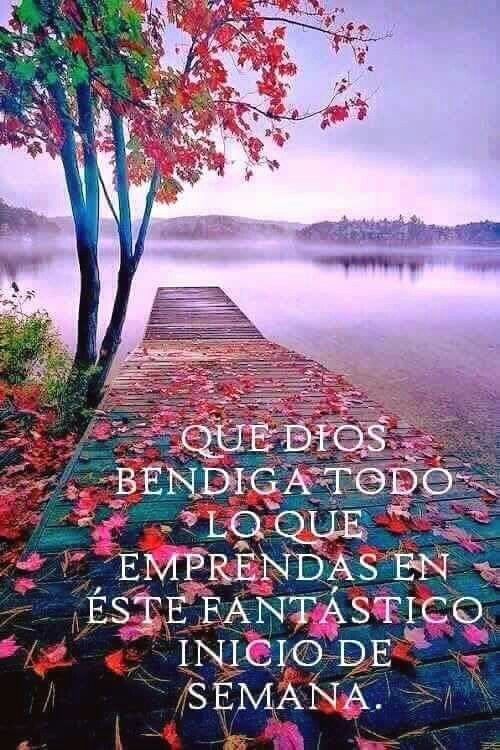 QUE DIOS
BENDIGA TODO
LO QUE
EMPRENDAS EN
ÉSTE FANTÁSTICO
INICIO DE
SEMANA.